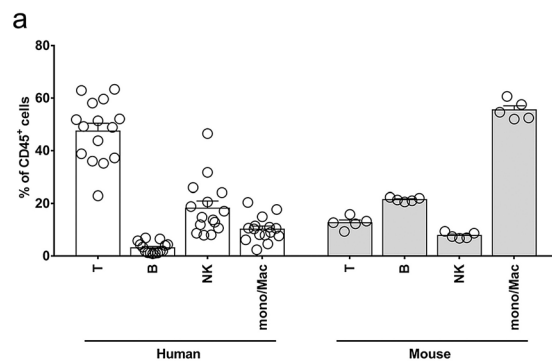 a
% of CD45+ cells
80
60
40
20
0
T
B
NK
mono/Mac
T
B
NK
mono/Mac
Human
Mouse